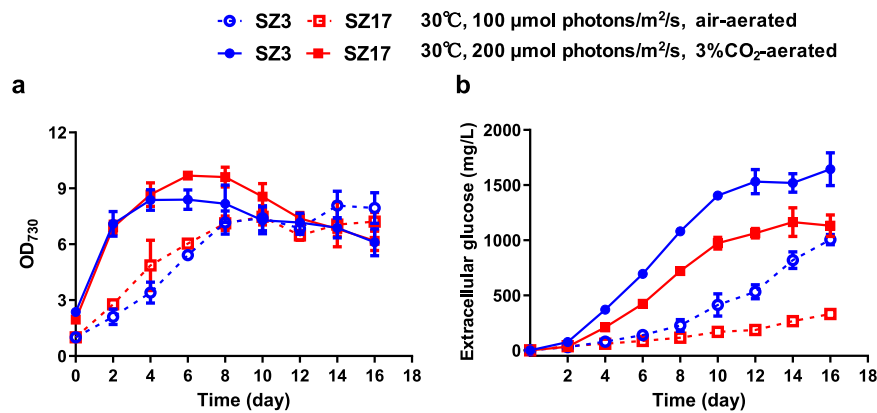 SZ3 SZ17 30℃, 100 μmol photons/m²/s, air-aerated
SZ3 SZ17 30℃, 200 μmol photons/m²/s, 3%CO₂-aerated
a
OD₇₃₀
12
9
6
3
0
0 2 4 6 8 10 12 14 16 18
Time (day)
b
Extracellular glucose (mg/L)
2000
1500
1000
500
0
2 4 6 8 10 12 14 16 18
Time (day)